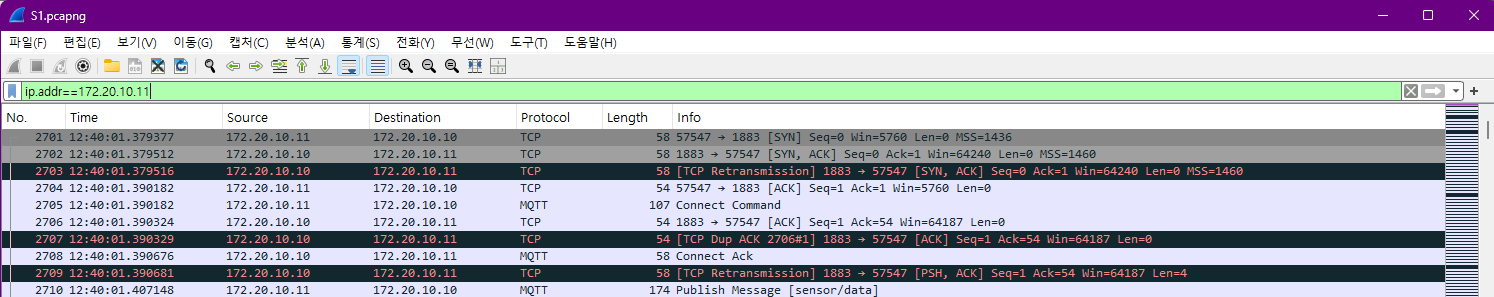 S1.pcapng
파일(F) 편집(E) 보기(V) 이동(G) 캡처(C) 분석(A) 통계(S) 전화(Y) 무선(W) 도구(T) 도움말(H)
ip.addr==172.20.10.11
No. Time Source Destination Protocol Length Info
2701 12:40:01.379377 172.20.10.11 172.20.10.10 TCP 58 57547 → 1883 [SYN] Seq=0 Win=5760 Len=0 MSS=1436
2702 12:40:01.379512 172.20.10.10 172.20.10.11 TCP 58 1883 → 57547 [SYN, ACK] Seq=0 Ack=1 Win=64240 Len=0 MSS=1460
2703 12:40:01.379516 172.20.10.10 172.20.10.11 TCP 58 [TCP Retransmission] 1883 → 57547 [SYN, ACK] Seq=0 Ack=1 Win=64240 Len=0 MSS=1460
2704 12:40:01.390182 172.20.10.11 172.20.10.10 TCP 54 57547 → 1883 [ACK] Seq=1 Ack=1 Win=5760 Len=0
2705 12:40:01.390182 172.20.10.11 172.20.10.10 MQTT 107 Connect Command
2706 12:40:01.390324 172.20.10.10 172.20.10.11 TCP 54 1883 → 57547 [ACK] Seq=1 Ack=54 Win=64187 Len=0
2707 12:40:01.390329 172.20.10.10 172.20.10.11 TCP 54 [TCP Dup ACK 2706#1] 1883 → 57547 [ACK] Seq=1 Ack=54 Win=64187 Len=0
2708 12:40:01.390676 172.20.10.10 172.20.10.11 MQTT 58 Connect Ack
2709 12:40:01.390681 172.20.10.10 172.20.10.11 TCP 58 [TCP Retransmission] 1883 → 57547 [PSH, ACK] Seq=1 Ack=54 Win=64187 Len=4
2710 12:40:01.407148 172.20.10.11 172.20.10.10 MQTT 174 Publish Message [sensor/data]